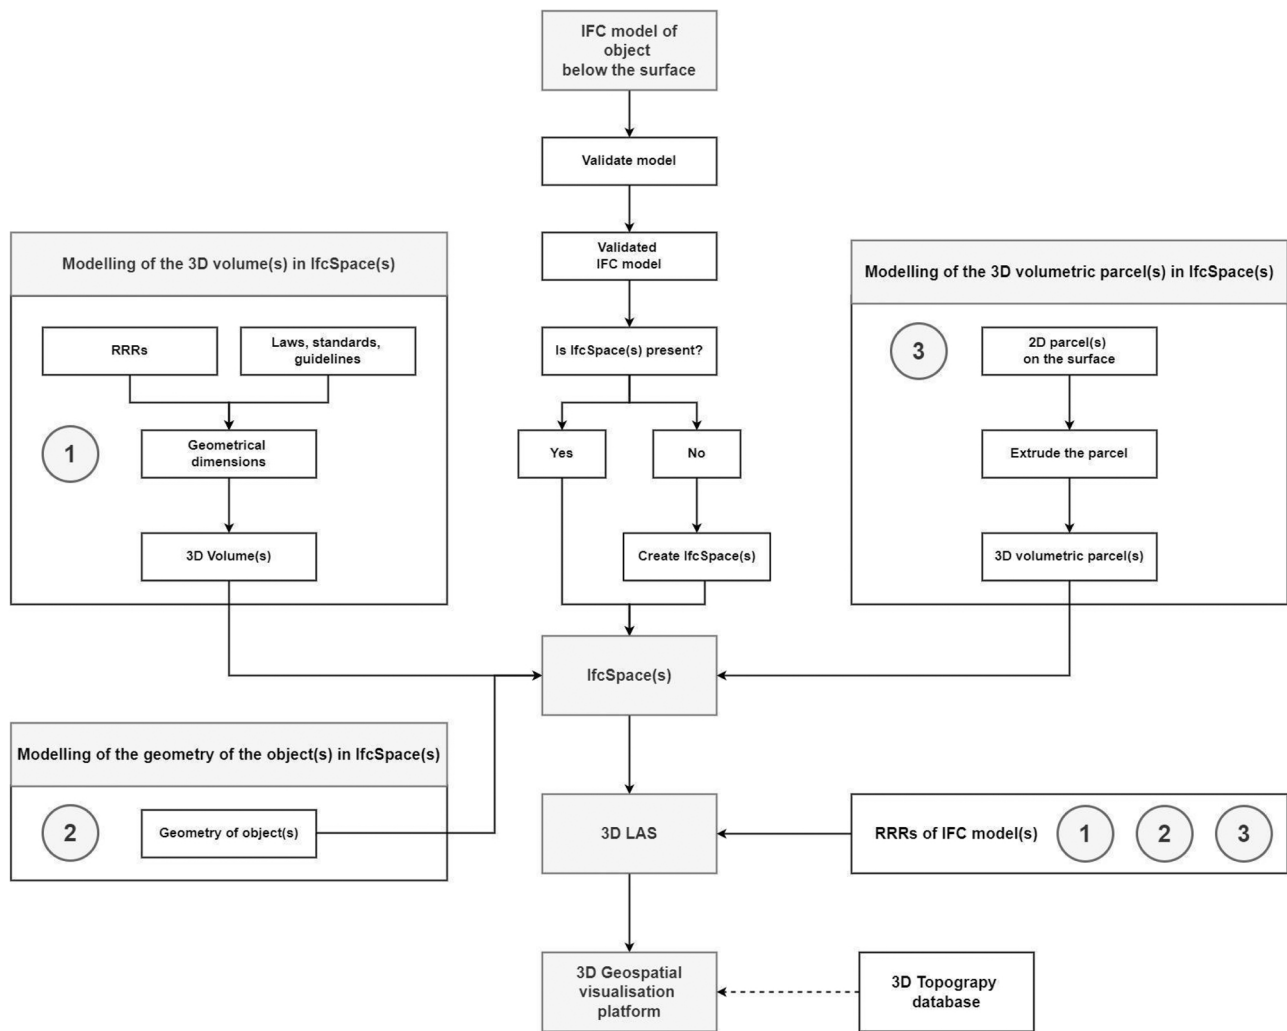 IFC model of
object
below the surface
Validate model
Validated
IFC model
Is IfcSpace(s) present?
Yes
No
Create IfcSpace(s)
Modelling of the 3D volume(s) in IfcSpace(s)
RRRs
Laws, standards,
guidelines
1
Geometrical
dimensions
3D Volume(s)
Modelling of the 3D volumetric parcel(s) in IfcSpace(s)
3
2D parcel(s)
on the surface
Extrude the parcel
3D volumetric parcel(s)
IfcSpace(s)
Modelling of the geometry of the object(s) in IfcSpace(s)
2
Geometry of object(s)
3D LAS
RRRs of IFC model(s)
1
2
3
3D Geospatial
visualisation
platform
3D Topograpy
database